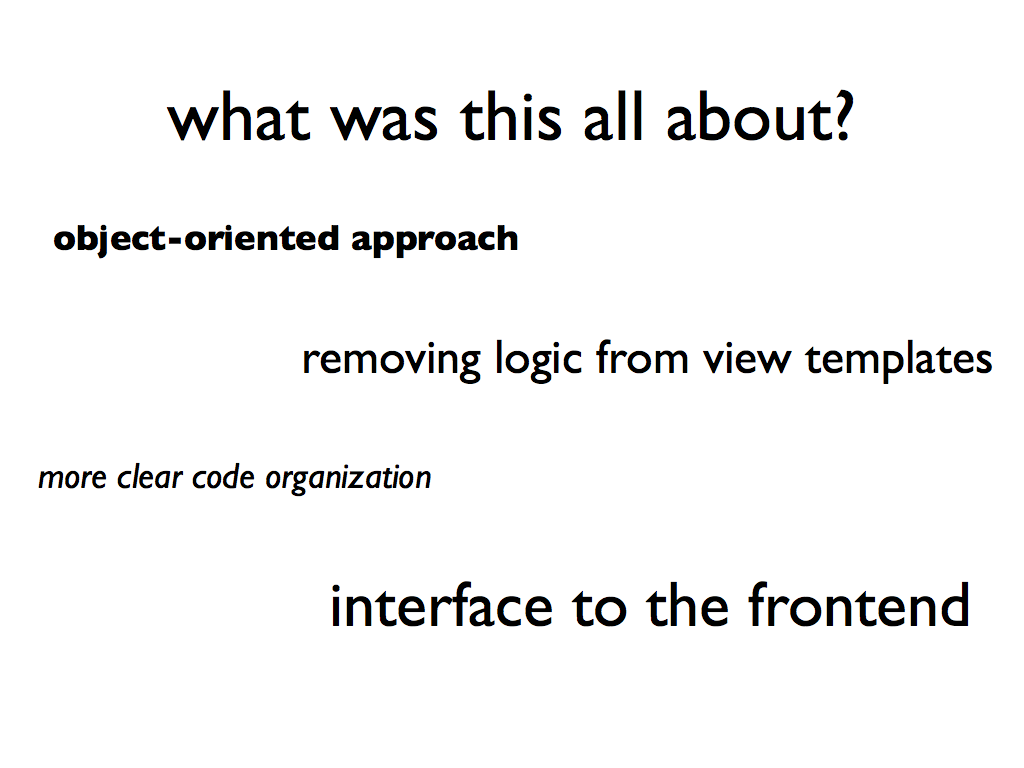 what was this all about?
object-oriented approach
removing logic from view templates
more clear code organization
interface to the frontend